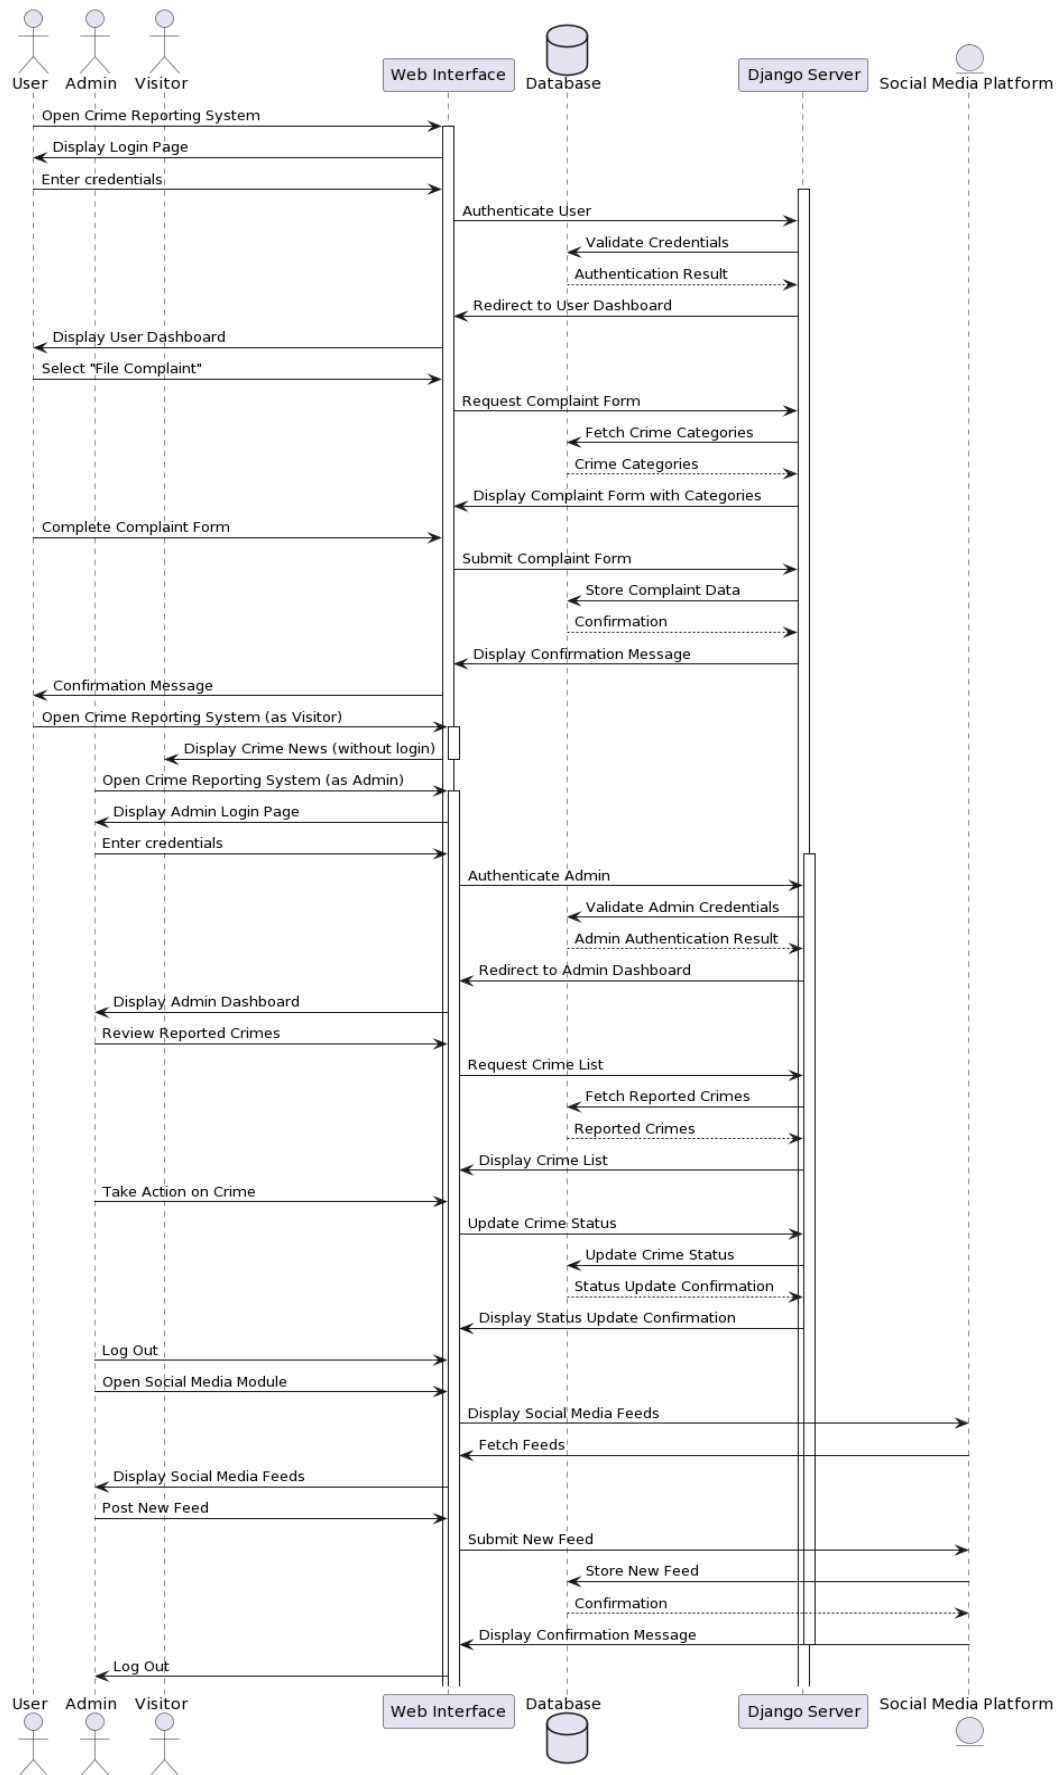 User
Admin
Visitor
Web Interface
Database
Django Server
Social Media Platform
Open Crime Reporting System
Display Login Page
Enter credentials
Authenticate User
Validate Credentials
Authentication Result
Redirect to User Dashboard
Display User Dashboard
Select "File Complaint"
Request Complaint Form
Fetch Crime Categories
Crime Categories
Display Complaint Form with Categories
Complete Complaint Form
Submit Complaint Form
Store Complaint Data
Confirmation
Display Confirmation Message
Confirmation Message
Open Crime Reporting System (as Visitor)
Display Crime News (without login)
Open Crime Reporting System (as Admin)
Display Admin Login Page
Enter credentials
Authenticate Admin
Validate Admin Credentials
Admin Authentication Result
Redirect to Admin Dashboard
Display Admin Dashboard
Review Reported Crimes
Request Crime List
Fetch Reported Crimes
Reported Crimes
Display Crime List
Take Action on Crime
Update Crime Status
Update Crime Status
Status Update Confirmation
Display Status Update Confirmation
Log Out
Open Social Media Module
Display Social Media Feeds
Fetch Feeds
Display Social Media Feeds
Post New Feed
Submit New Feed
Store New Feed
Confirmation
Display Confirmation Message
Log Out
User
Admin
Visitor
Web Interface
Database
Django Server
Social Media Platform